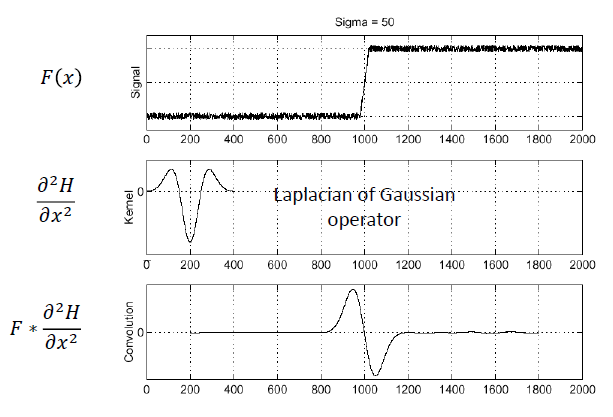 Sigma = 50
F(x)
Signal
0 200 400 600 800 1000 1200 1400 1600 1800 2000
∂²H
∂x²
Kernel
0
Laplacian of Gaussian
operator
0 200 400 600 800 1000 1200 1400 1600 1800 2000
F ∗ ∂²H
∂x²
Convolution
0
0 200 400 600 800 1000 1200 1400 1600 1800 2000